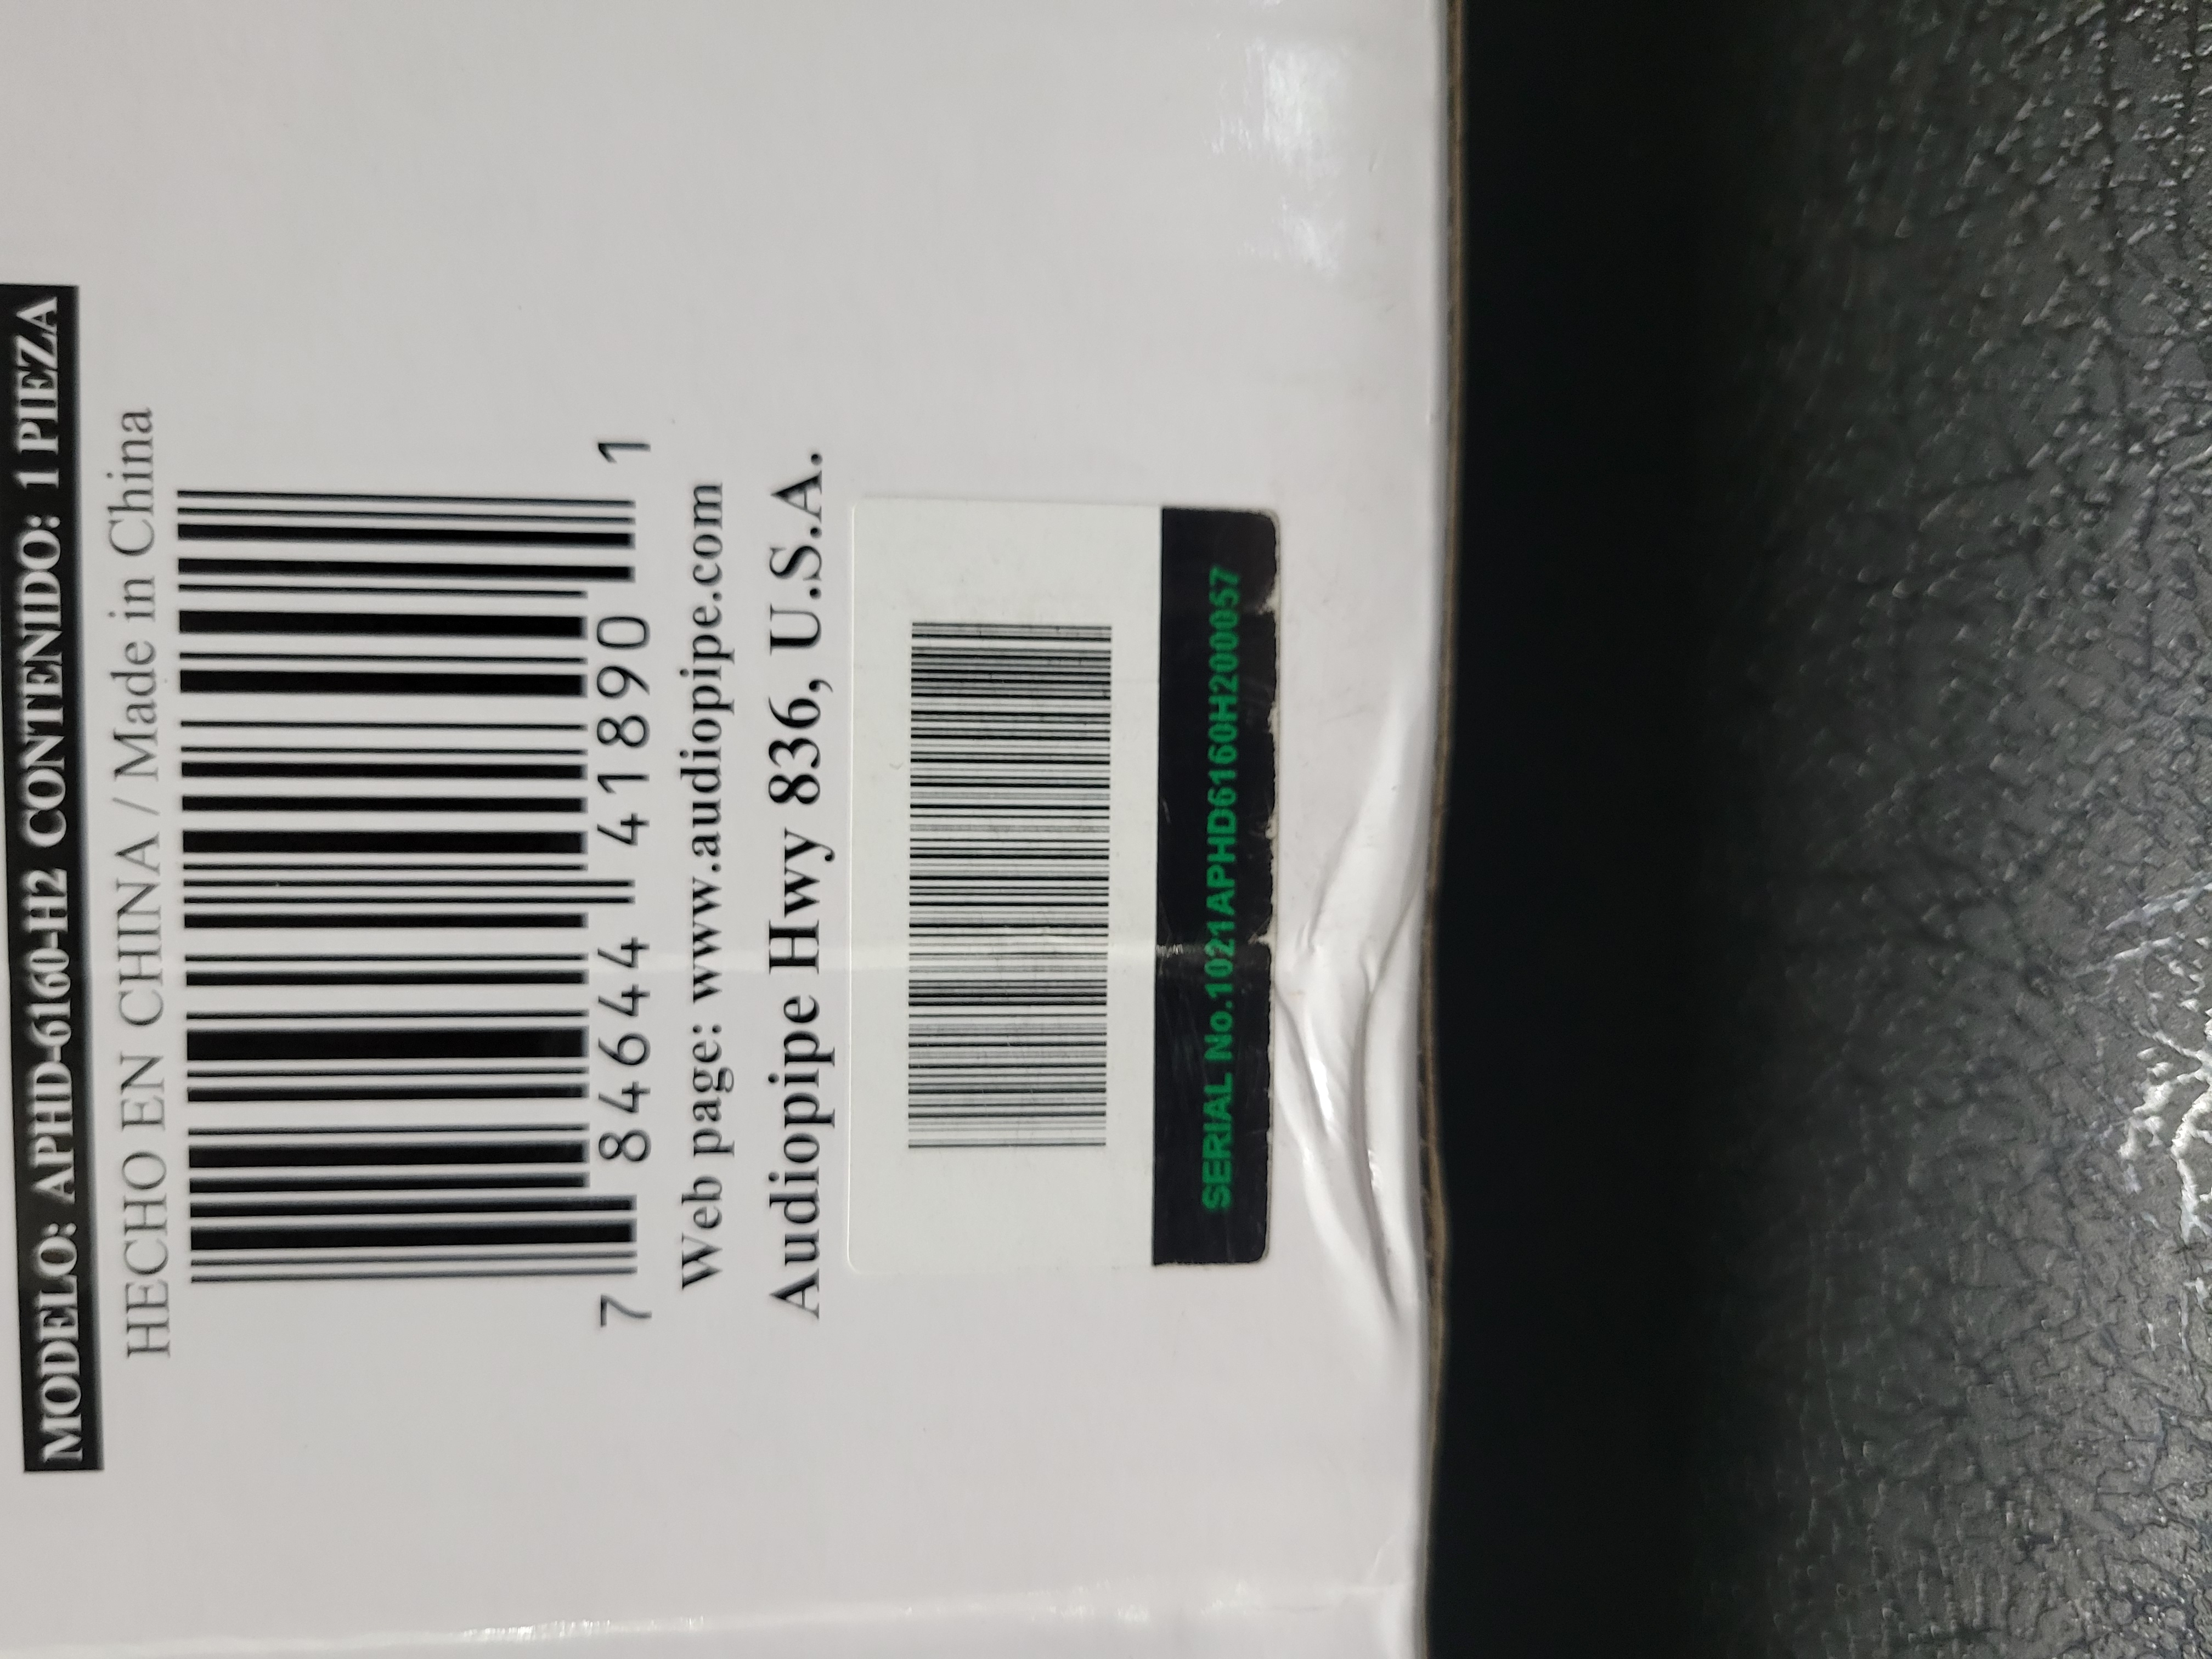 MODELO: APHD-6160-H2 CONTENIDO: 1 PIEZA
HECHO EN CHINA / Made in China
7 84644 41890 1
Web page: www.audiopipe.com
Audiopipe Hwy 836, U.S.A.
SERIAL No.1021APHD6160H200057